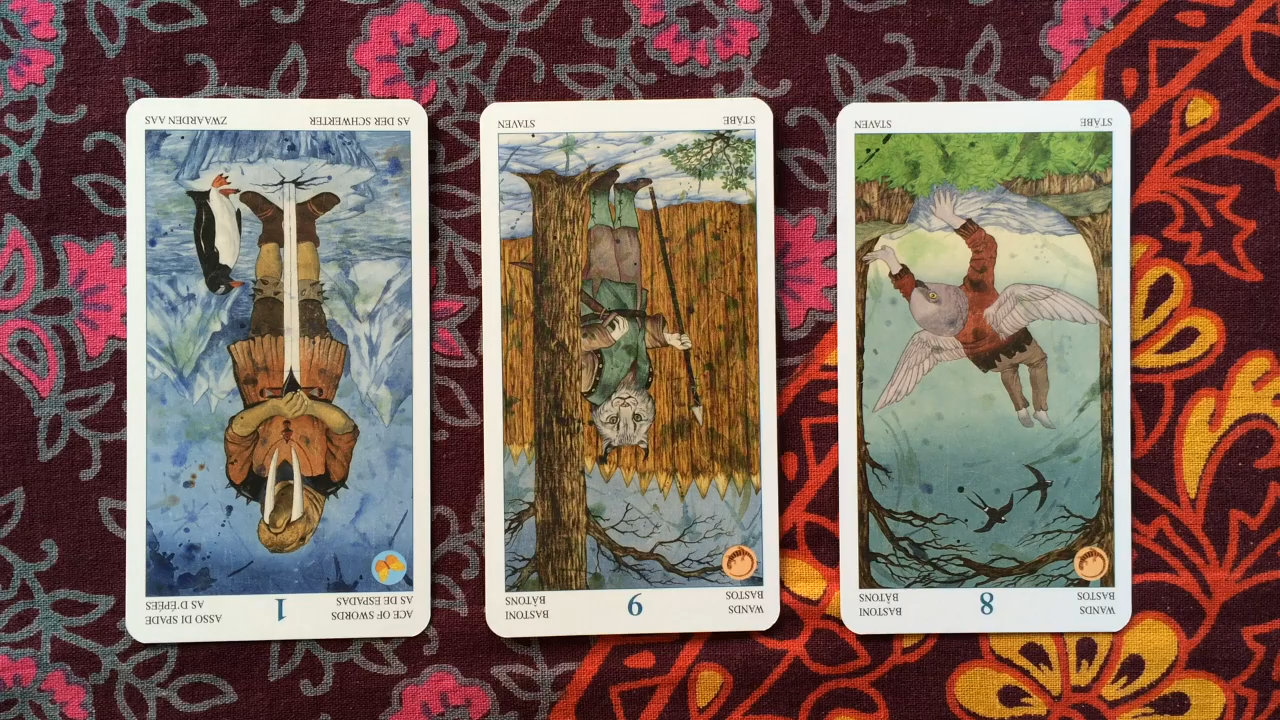 ACE OF SWORDS 1 ASSO DI SPADE
AS DE ESPADAS AS D'ÉPÉES
AS DER SCHWERTER ZWAARDEN AAS
WANDS 9 BASTONI
BASTOS BÂTONS
STÄBE STAVEN
WANDS 8 BASTONI
BASTOS BÂTONS
STÄBE STAVEN